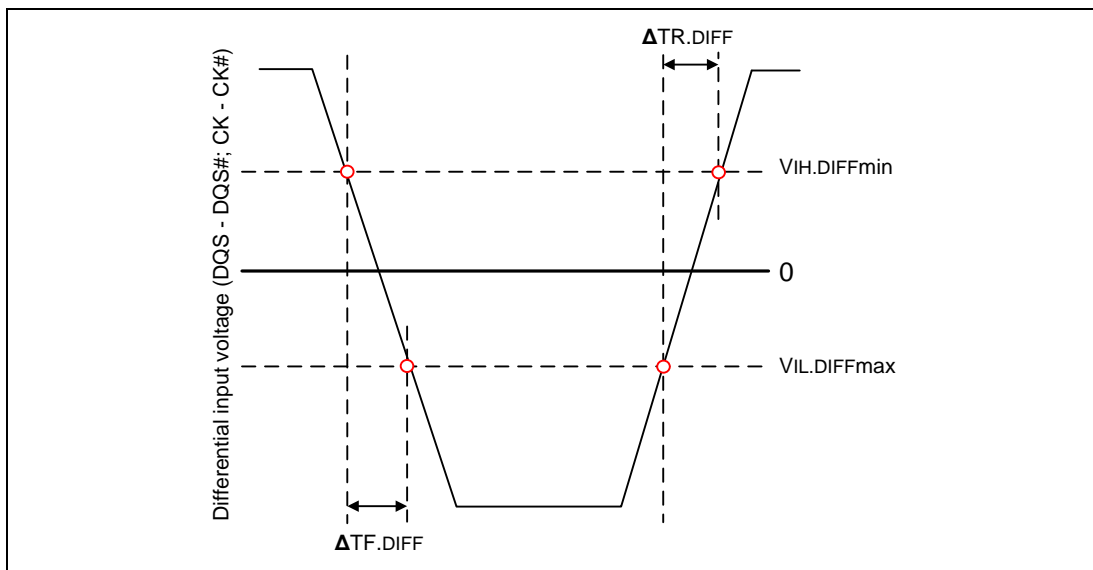 ΔTR.DIFF
Differential input voltage (DQS - DQS#; CK - CK#)
VIH.DIFFmin
0
VIL.DIFFmax
ΔTF.DIFF